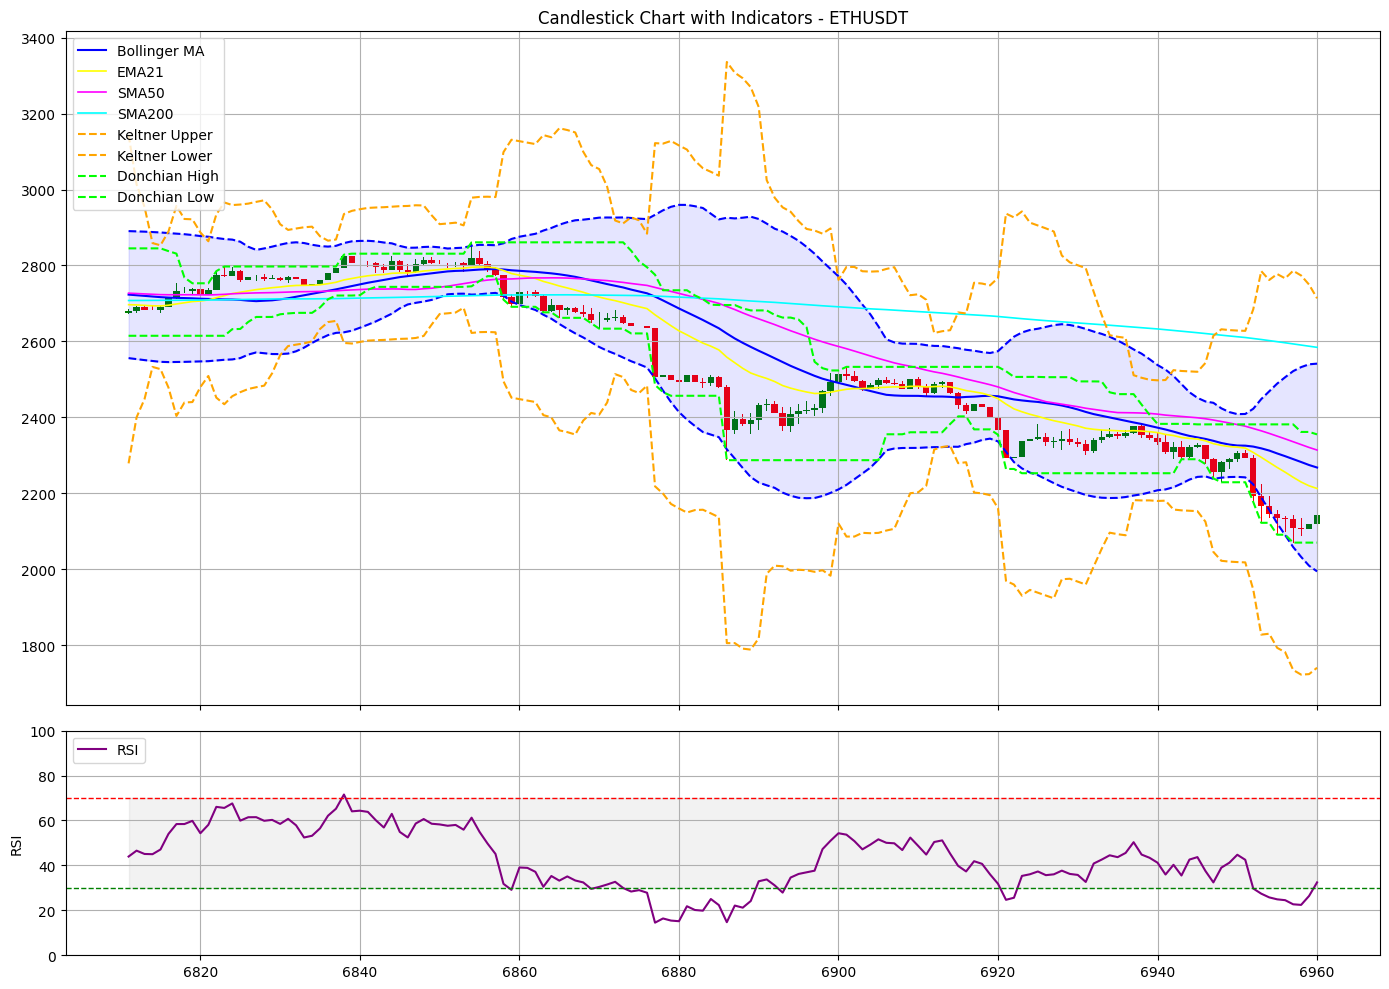 Candlestick Chart with Indicators - ETHUSDT
3400
3200
3000
2800
2600
2400
2200
2000
1800
Bollinger MA
EMA21
SMA50
SMA200
Keltner Upper
Keltner Lower
Donchian High
Donchian Low
100
80
60
40
20
0
RSI
RSI
6820 6840 6860 6880 6900 6920 6940 6960